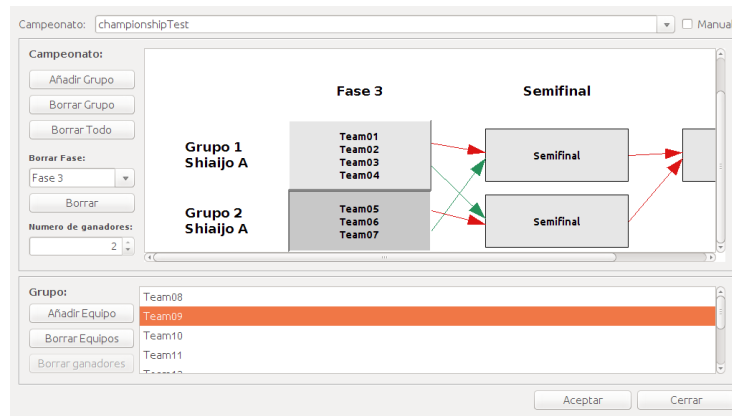 Campeonato: championshipTest Manual
Campeonato:
Añadir Grupo
Borrar Grupo
Borrar Todo
Borrar Fase:
Fase 3
Borrar
Numero de ganadores:
2
Fase 3 Semifinal
Grupo 1
Shiaijo A
Team01
Team02
Team03
Team04
Semifinal
Grupo 2
Shiaijo A
Team05
Team06
Team07
Semifinal
Grupo:
Añadir Equipo
Borrar Equipos
Borrar ganadores
Team08
Team09
Team10
Team11
Aceptar Cerrar